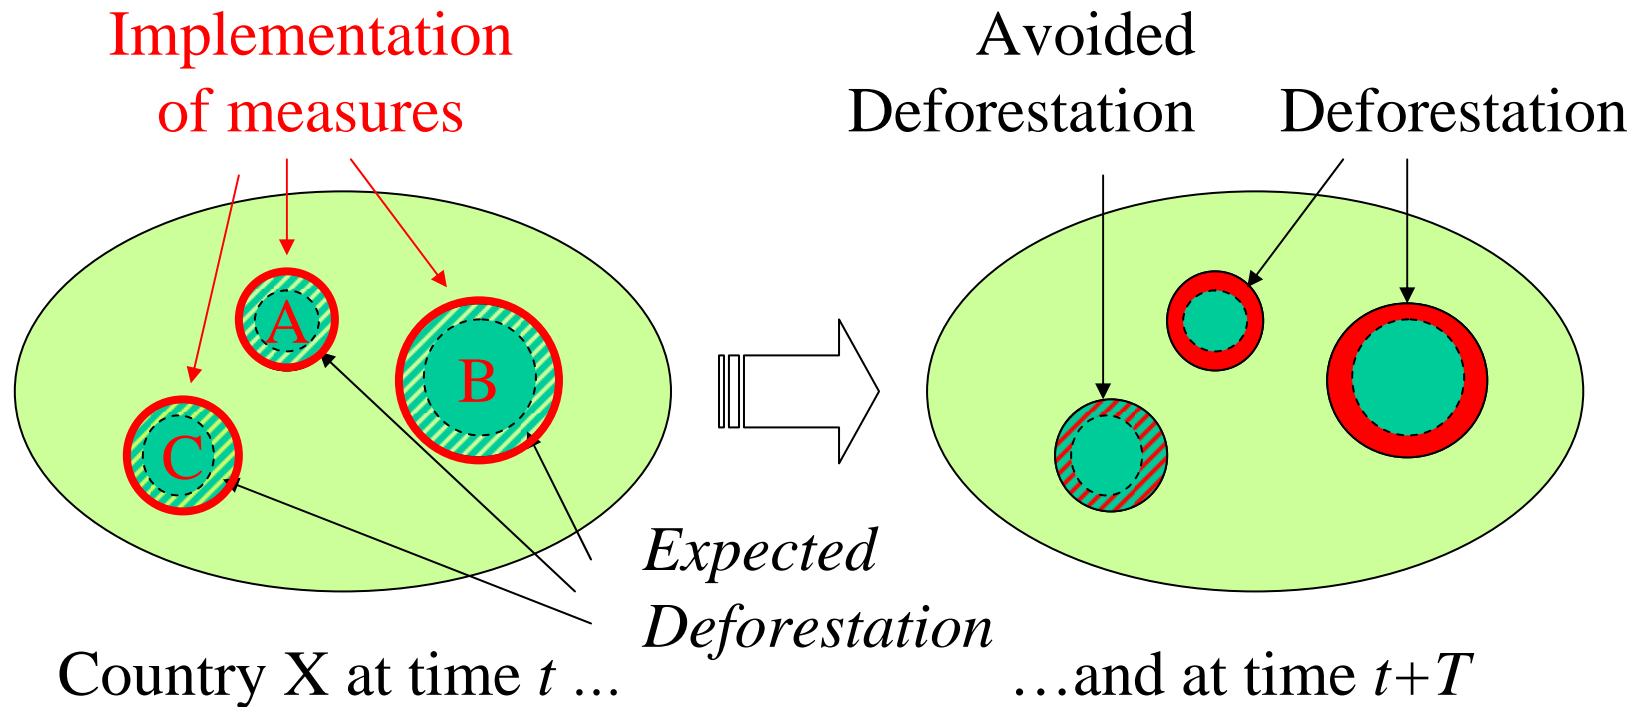 Implementation
of measures
Avoided
Deforestation
Deforestation
A
B
C
Expected
Deforestation
Country X at time t ...
…and at time t+T